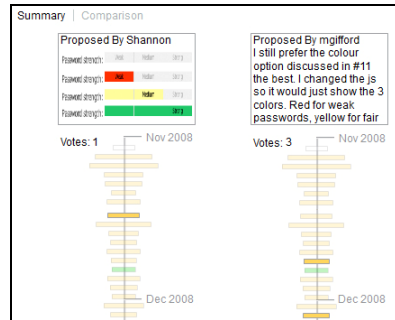 Summary | Comparison
Proposed By Shannon
Password strength: Weak Medium Strong
Password strength: Weak Medium Strong
Password strength: Medium Strong
Password strength: Strong
Votes: 1
Nov 2008
Dec 2008
Proposed By mgifford
I still prefer the colour
option discussed in #11
the best. I changed the js
so it would just show the 3
colors. Red for weak
passwords, yellow for fair
Votes: 3
Nov 2008
Dec 2008